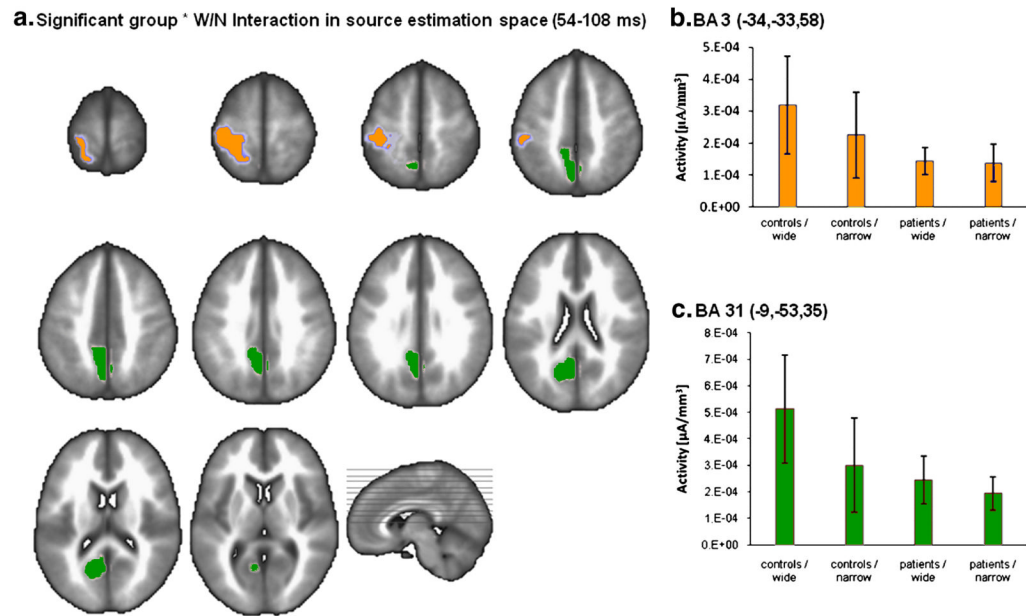 a. Significant group * W/N Interaction in source estimation space (54-108 ms)
b. BA 3 (-34,-33,58)
Activity [µA/mm³]
5.E-04
4.E-04
3.E-04
2.E-04
1.E-04
0.E+00
controls / wide
controls / narrow
patients / wide
patients / narrow
c. BA 31 (-9,-53,35)
Activity [µA/mm³]
8.E-04
7.E-04
6.E-04
5.E-04
4.E-04
3.E-04
2.E-04
1.E-04
0.E+00
controls / wide
controls / narrow
patients / wide
patients / narrow